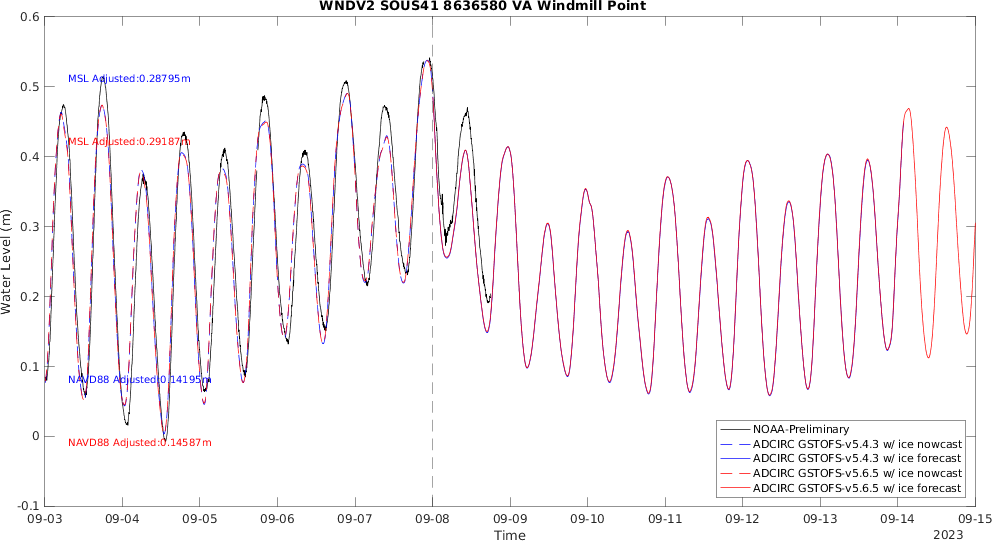 WNDV2 SOUS41 8636580 VA Windmill Point
0.6
0.5
0.4
0.3
0.2
0.1
0
-0.1
Water Level (m)
MSL Adjusted:0.28795m
MSL Adjusted:0.29187m
NAVD88 Adjusted:0.14195m
NAVD88 Adjusted:0.14587m
NOAA-Preliminary
ADCIRC GSTOFS-v5.4.3 w/ ice nowcast
ADCIRC GSTOFS-v5.4.3 w/ ice forecast
ADCIRC GSTOFS-v5.6.5 w/ ice nowcast
ADCIRC GSTOFS-v5.6.5 w/ ice forecast
09-03 09-04 09-05 09-06 09-07 09-08 09-09 09-10 09-11 09-12 09-13 09-14 09-15
Time
2023